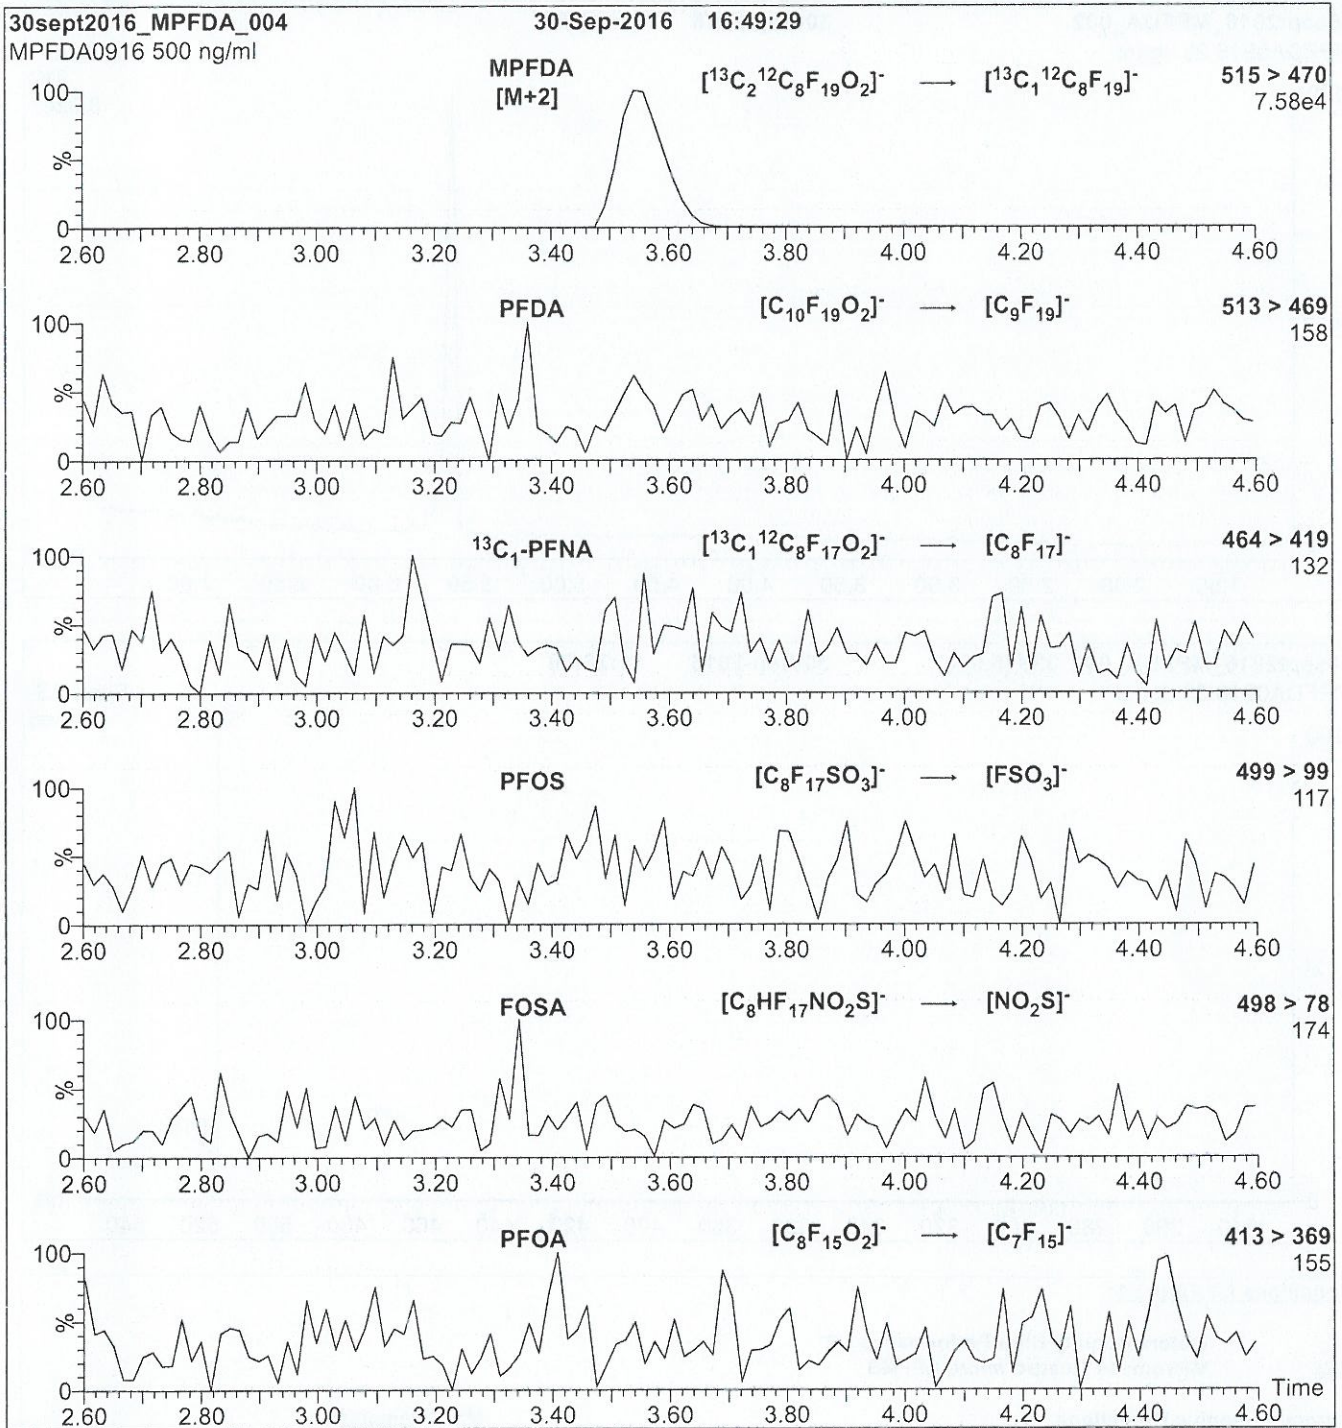 30sept2016_MPFDA_004 30-Sep-2016 16:49:29
MPFDA0916 500 ng/ml
MPFDA [¹³C₂¹²C₈F₁₉O₂]⁻ → [¹³C₁¹²C₈F₁₉]⁻ 515 > 470
[M+2] 7.58e4
100
%
0
2.60 2.80 3.00 3.20 3.40 3.60 3.80 4.00 4.20 4.40 4.60
PFDA [C₁₀F₁₉O₂]⁻ → [C₉F₁₉]⁻ 513 > 469
158
100
%
0
2.60 2.80 3.00 3.20 3.40 3.60 3.80 4.00 4.20 4.40 4.60
¹³C₁-PFNA [¹³C₁¹²C₈F₁₇O₂]⁻ → [C₈F₁₇]⁻ 464 > 419
132
100
%
0
2.60 2.80 3.00 3.20 3.40 3.60 3.80 4.00 4.20 4.40 4.60
PFOS [C₈F₁₇SO₃]⁻ → [FSO₃]⁻ 499 > 99
117
100
%
0
2.60 2.80 3.00 3.20 3.40 3.60 3.80 4.00 4.20 4.40 4.60
FOSA [C₈HF₁₇NO₂S]⁻ → [NO₂S]⁻ 498 > 78
174
100
%
0
2.60 2.80 3.00 3.20 3.40 3.60 3.80 4.00 4.20 4.40 4.60
PFOA [C₈F₁₅O₂]⁻ → [C₇F₁₅]⁻ 413 > 369
155
100
%
0 Time
2.60 2.80 3.00 3.20 3.40 3.60 3.80 4.00 4.20 4.40 4.60